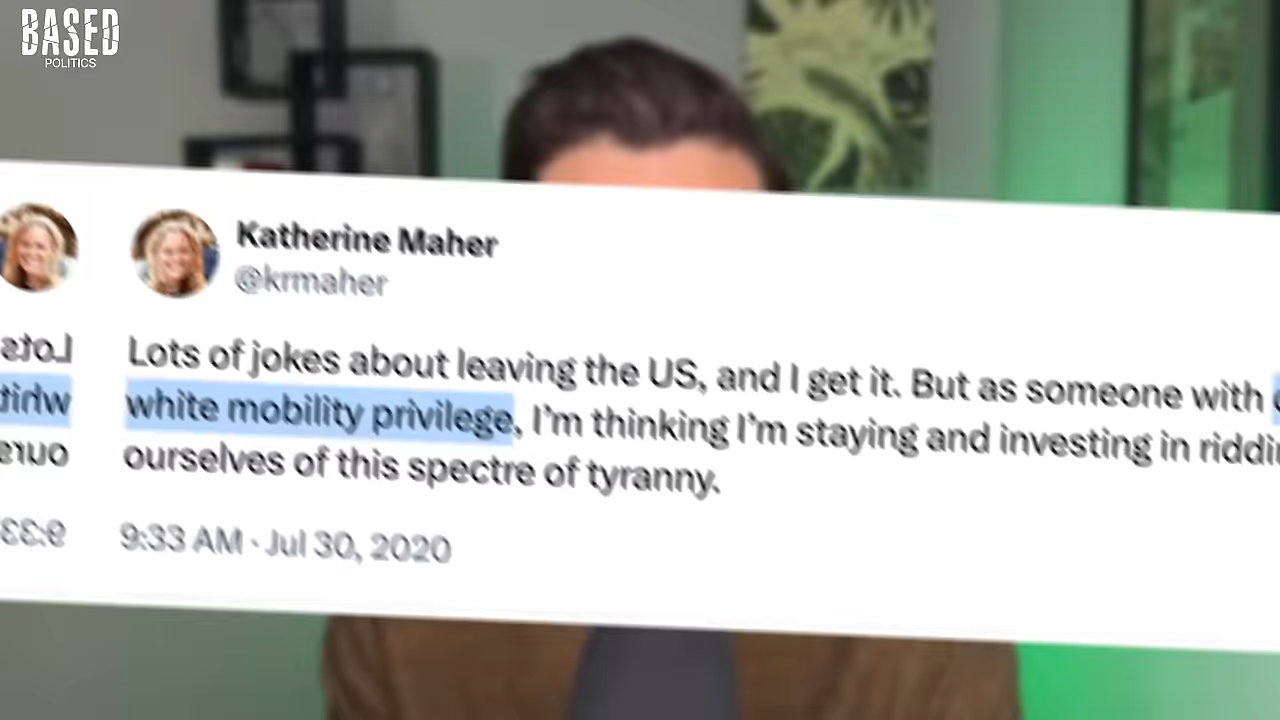 BASED
POLITICS
Katherine Maher
@krmaher
Lots of jokes about leaving the US, and I get it. But as someone with
white mobility privilege, I'm thinking I'm staying and investing in
ourselves of this spectre of tyranny.
9:33 AM · Jul 30, 2020